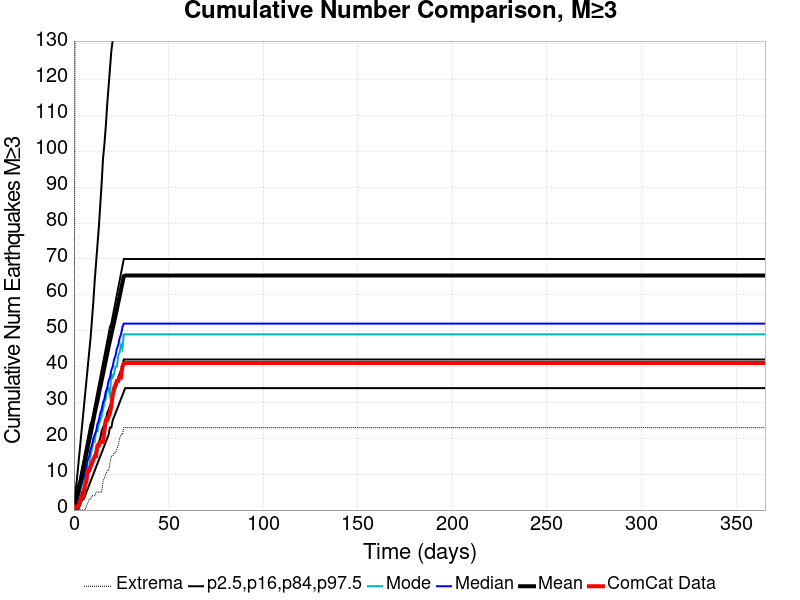 Cumulative Number Comparison, M≥3
Cumulative Num Earthquakes M≥3
130
120
110
100
90
80
70
60
50
40
30
20
10
0
0 50 100 150 200 250 300 350
Time (days)
Extrema p2.5,p16,p84,p97.5 Mode Median Mean ComCat Data